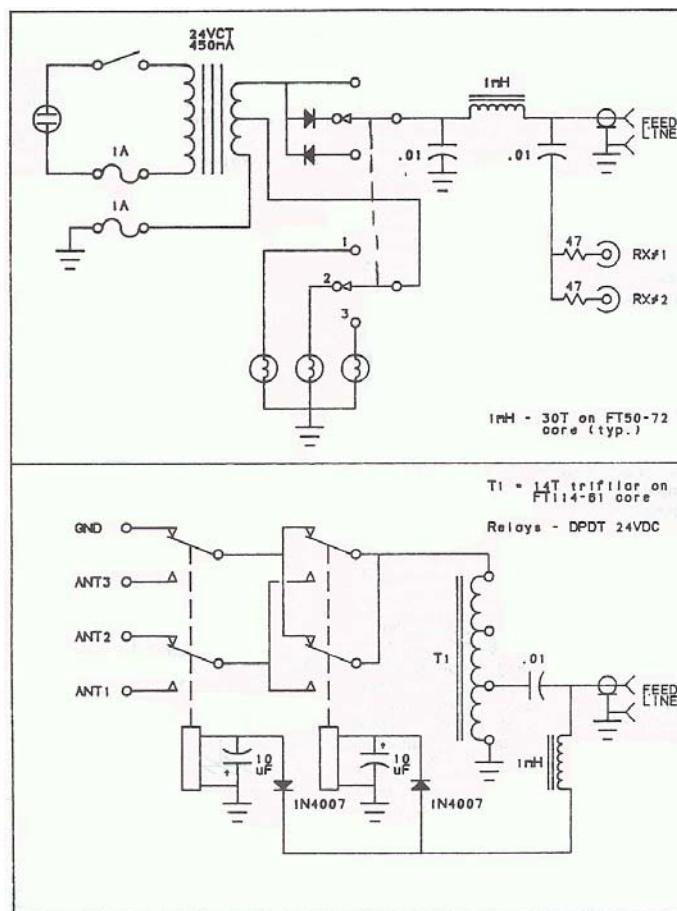 24VCT
450mA
1A
1A
1mH
.01
.01
FEED
LINE
47
RX#1
47
RX#2
1
2
3
1mH - 30T on FT50-72
core (typ.)
T1 = 14T trifilar on
FT114-61 core
Relays - DPDT 24VDC
GND
ANT3
ANT2
ANT1
T1
.01
FEED
LINE
1mH
10
uF
+
1N4007
+
10
uF
1N4007